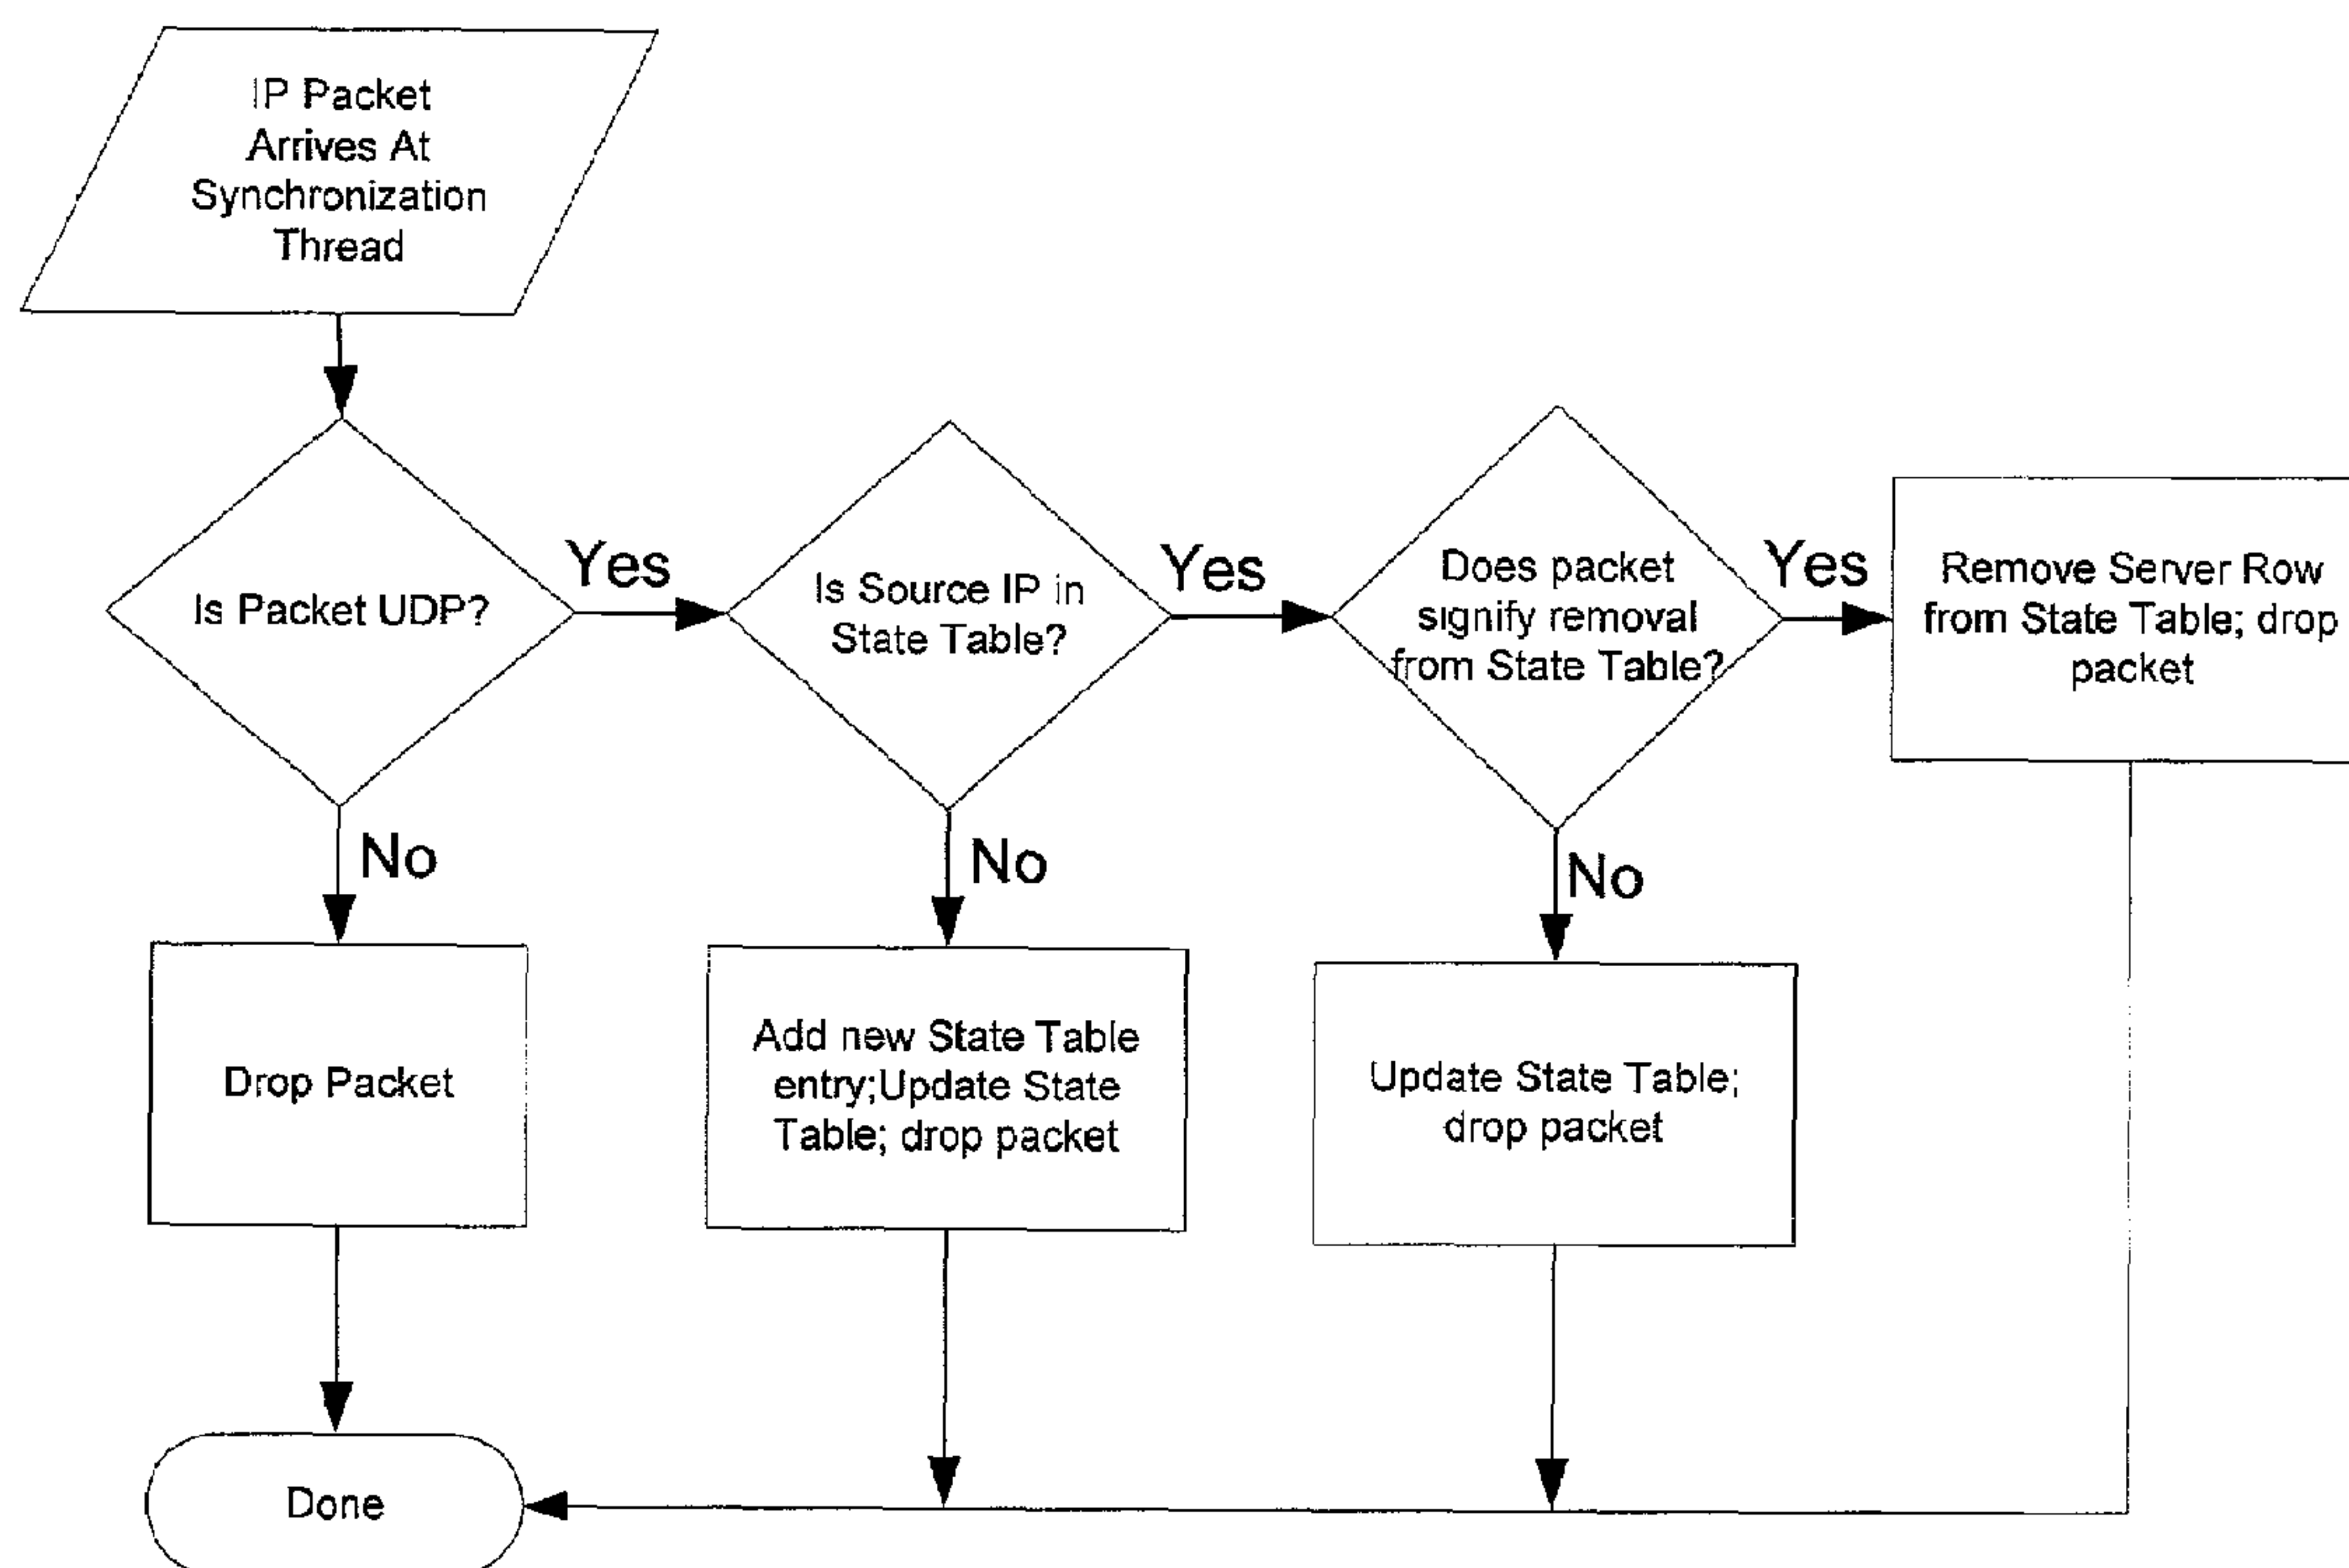 IP Packet
Arrives At
Synchronization
Thread
Is Packet UDP?
Yes
Is Source IP in
State Table?
Yes
Does packet
signify removal
from State Table?
Yes
Remove Server Row
from State Table; drop
packet
No
No
No
Drop Packet
Add new State Table
entry;Update State
Table; drop packet
Update State Table;
drop packet
Done